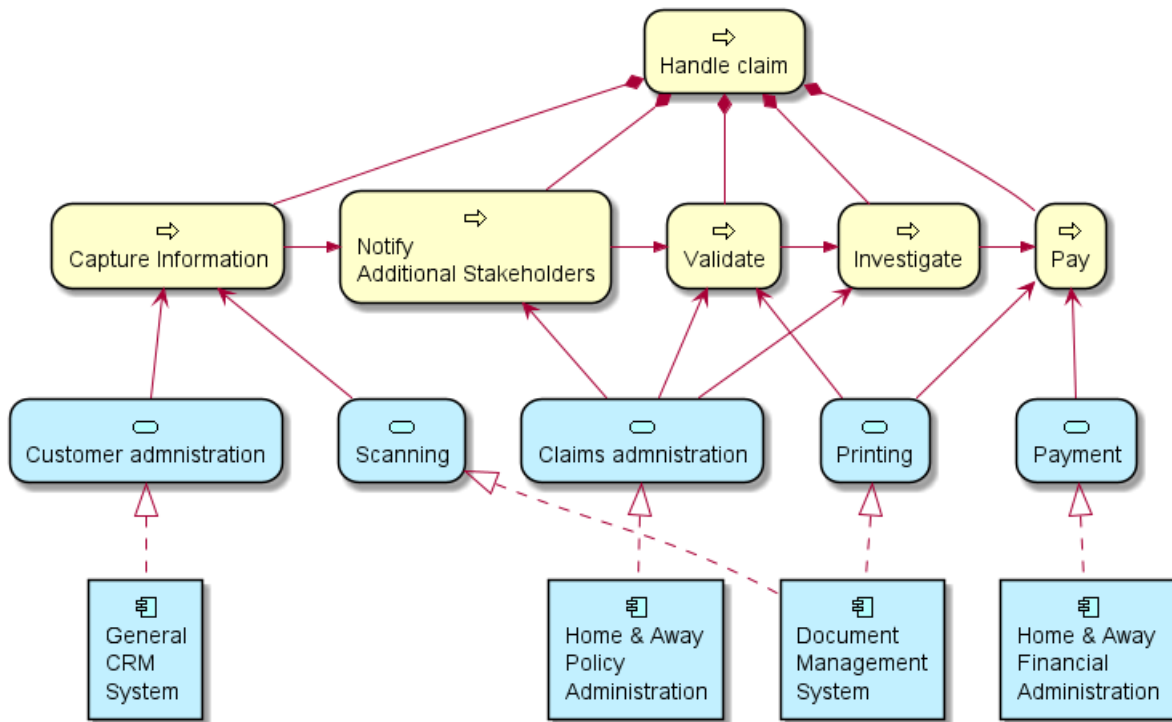 Handle claim
Capture Information
Notify
Additional Stakeholders
Validate
Investigate
Pay
Customer admnistration
Scanning
Claims admnistration
Printing
Payment
General
CRM
System
Home & Away
Policy
Administration
Document
Management
System
Home & Away
Financial
Administration